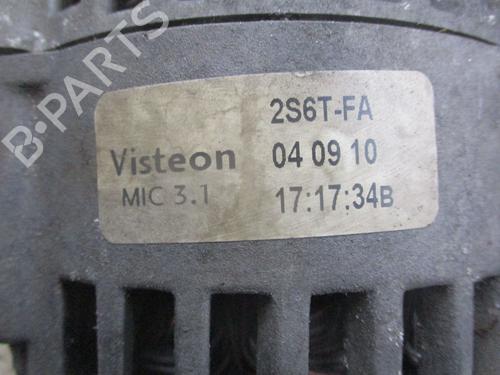 B-PARTS
2S6T-FA
Visteon 04 09 10
MIC 3.1 17:17:34B